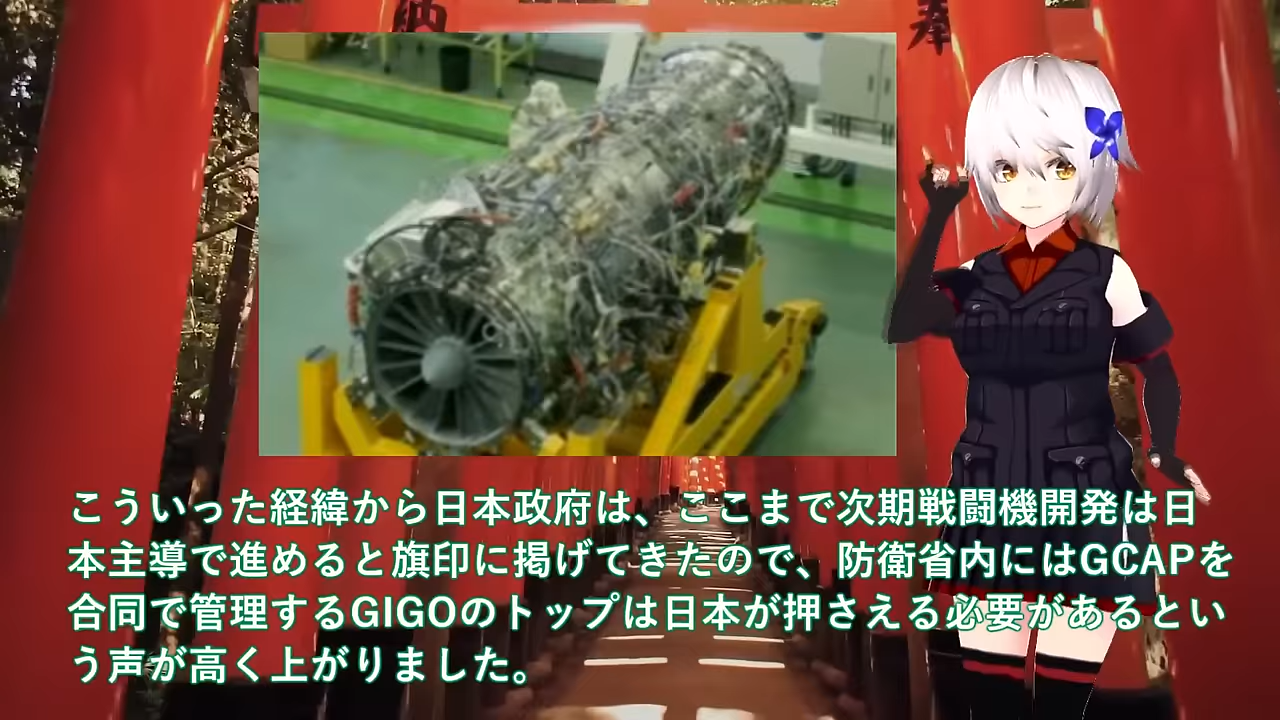 納
奉
こういった経緯から日本政府は、ここまで次期戦闘機開発は日
本主導で進めると旗印に掲げてきたので、防衛省内にはGCAPを
合同で管理するGIGOのトップは日本が押さえる必要があるとい
う声が高く上がりました。